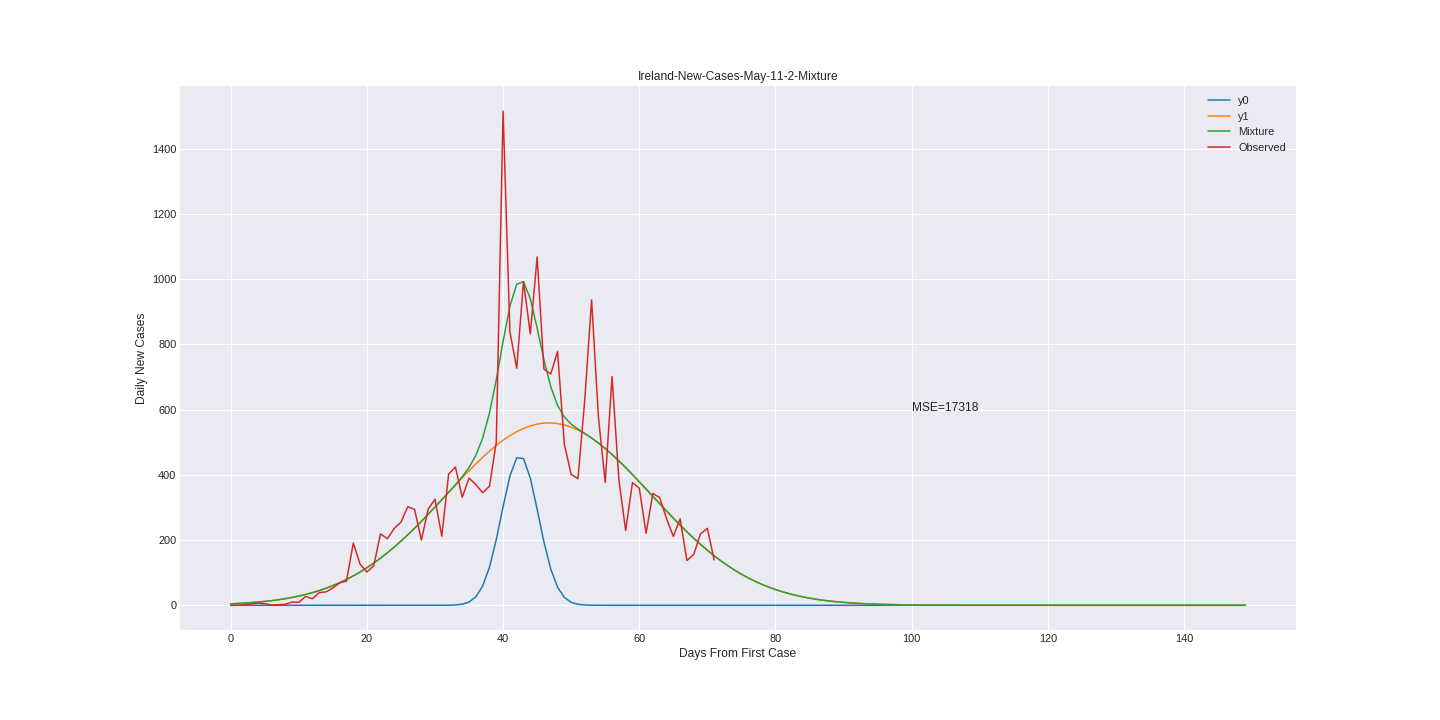 Ireland-New-Cases-May-11-2-Mixture
y0
y1
Mixture
Observed
1400
1200
1000
800
600
400
200
0
Daily New Cases
MSE=17318
0 20 40 60 80 100 120 140
Days From First Case